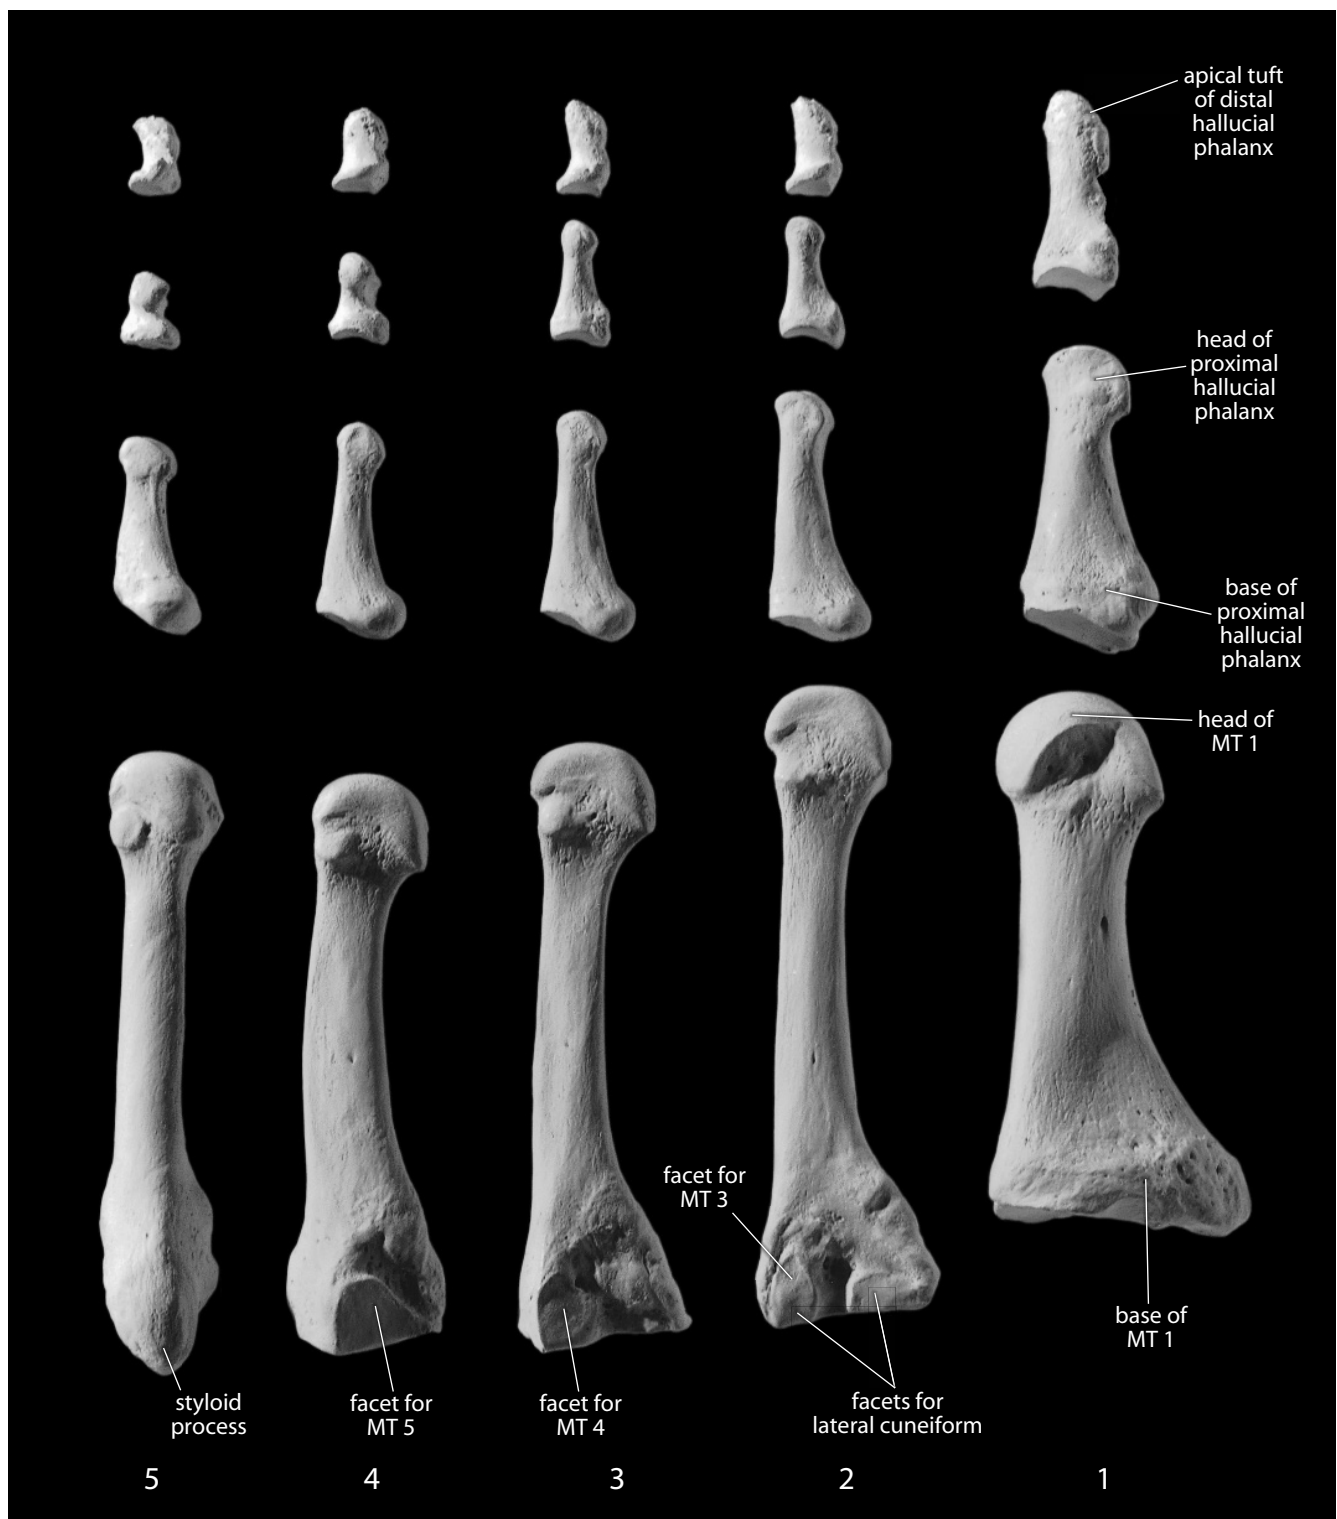 apical tuft
of distal
hallucial
phalanx
head of
proximal
hallucial
phalanx
base of
proximal
hallucial
phalanx
head of
MT 1
facet for
MT 3
base of
MT 1
styloid
process
facet for
MT 5
facet for
MT 4
facets for
lateral cuneiform
5 4 3 2 1